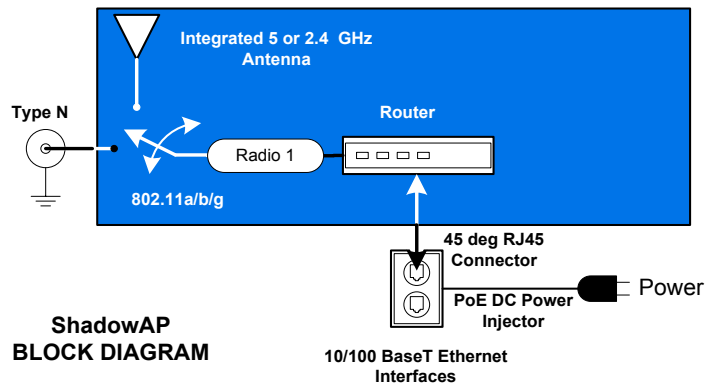 Integrated 5 or 2.4 GHz
Antenna
Type N
Router
Radio 1
802.11a/b/g
45 deg RJ45
Connector
Power
PoE DC Power
Injector
ShadowAP
BLOCK DIAGRAM
10/100 BaseT Ethernet
Interfaces